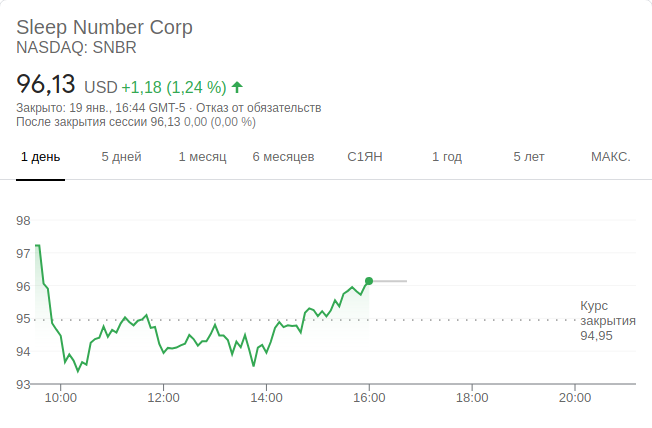 Sleep Number Corp
NASDAQ: SNBR
96,13 USD +1,18 (1,24 %)
Закрыто: 19 янв., 16:44 GMT-5 · Отказ от обязательств
После закрытия сессии 96,13 0,00 (0,00 %)
1 день 5 дней 1 месяц 6 месяцев С1ЯН 1 год 5 лет МАКС.
98
97
96
95
94
93
Курс
закрытия
94,95
10:00 12:00 14:00 16:00 18:00 20:00